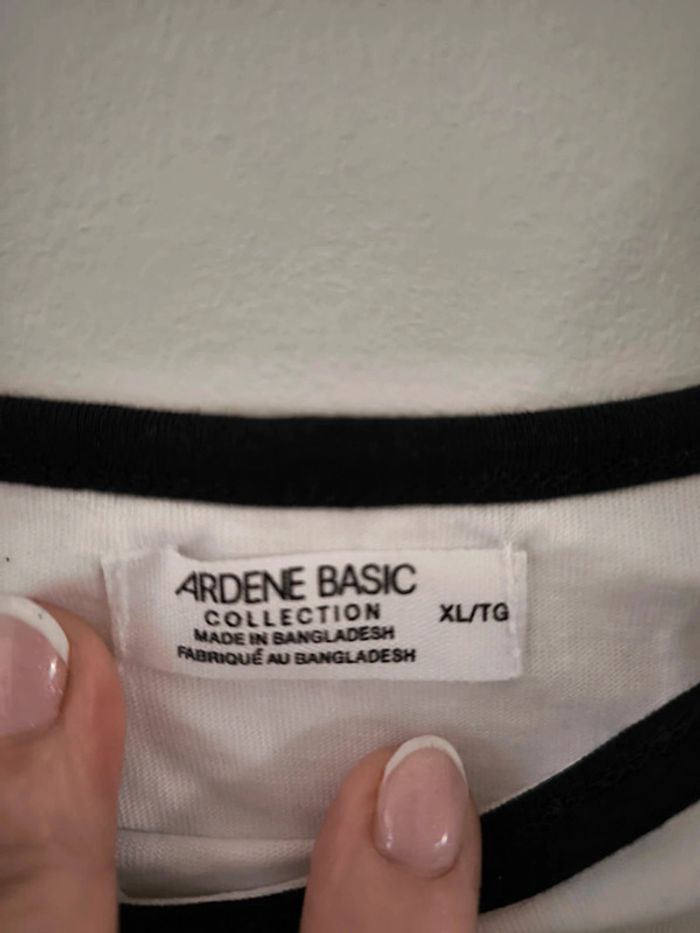 ARDENE BASIC
COLLECTION
XL/TG
MADE IN BANGLADESH
FABRIQUÉ AU BANGLADESH